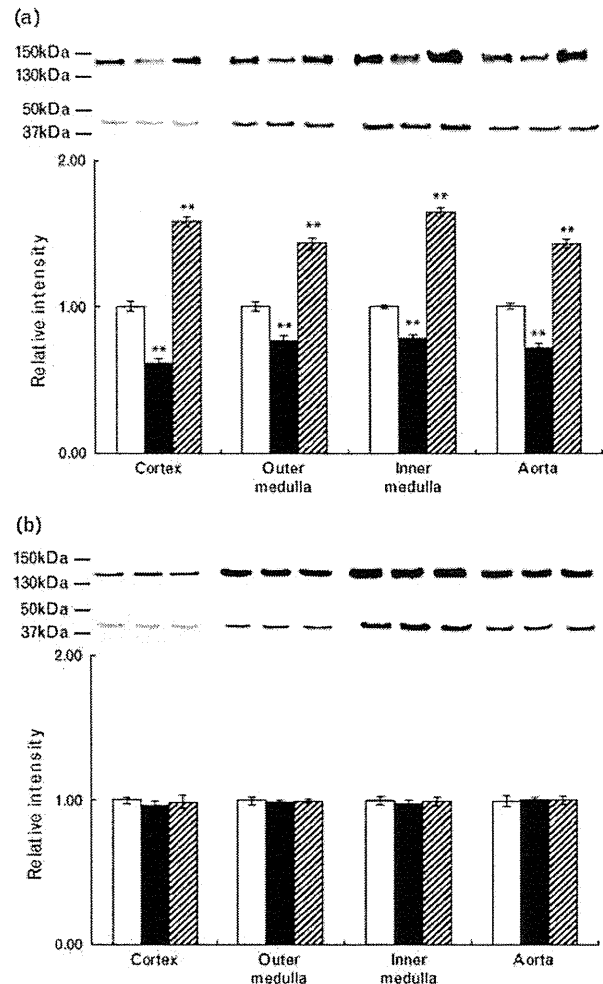 (a)
150kDa
130kDa
50kDa
37kDa
2.00
1.00
0.00
Relative intensity
**
**
**
**
**
**
**
**
Cortex
Outer medulla
Inner medulla
Aorta
(b)
150kDa
130kDa
50kDa
37kDa
2.00
1.00
0.00
Relative intensity
Cortex
Outer medulla
Inner medulla
Aorta